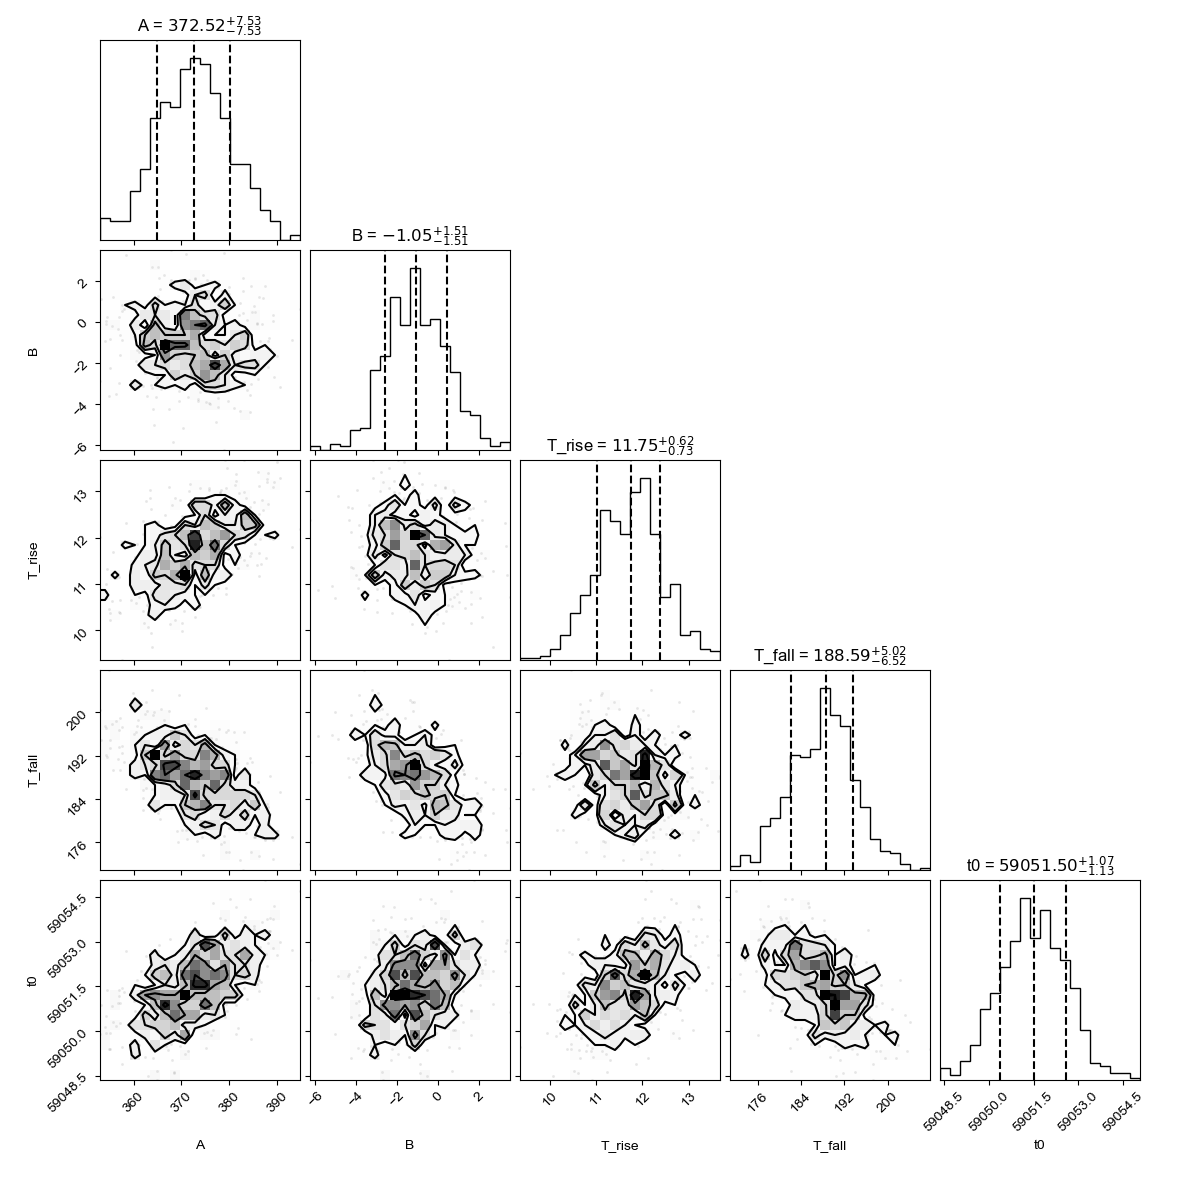 A = 372.52+7.53−7.53
B = −1.05+1.51−1.51
2
0
−2
−4
−6
B
T_rise = 11.75+0.62−0.73
13
12
11
10
T_rise
T_fall = 188.59+5.02−6.52
200
192
184
176
T_fall
t0 = 59051.50+1.07−1.13
59054.5
59053.0
59051.5
59050.0
59048.5
t0
360 370 380 390 −6 −4 −2 0 2 10 11 12 13 176 184 192 200 59048.5 59050.0 59051.5 59053.0 59054.5
A B T_rise T_fall t0